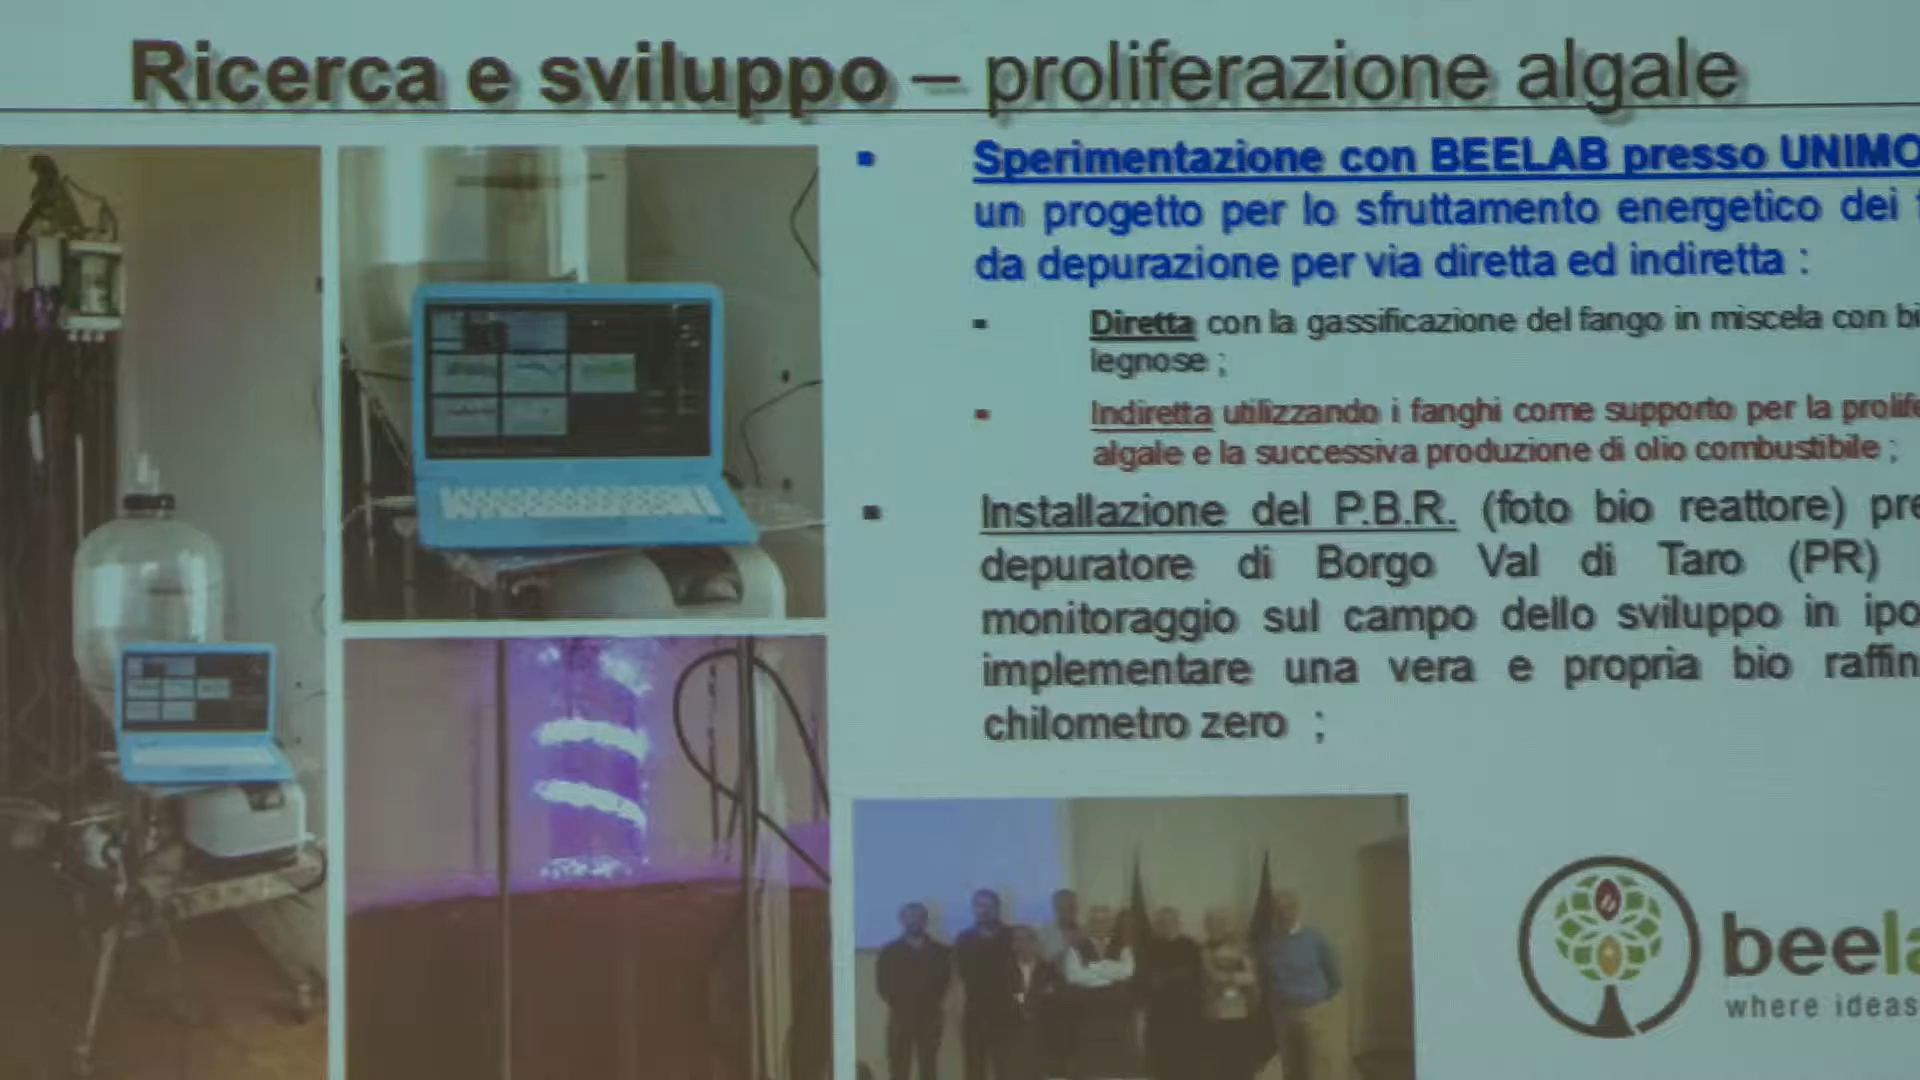 Ricerca e sviluppo – proliferazione algale
Sperimentazione con BEELAB presso UNIMO
un progetto per lo sfruttamento energetico dei
da depurazione per via diretta ed indiretta :
Diretta con la gassificazione del fango in miscela con bi
legnose ;
Indiretta utilizzando i fanghi come supporto per la prolife
algale e la successiva produzione di olio combustibile ;
Installazione del P.B.R. (foto bio reattore) pre
depuratore di Borgo Val di Taro (PR)
monitoraggio sul campo dello sviluppo in ipo
implementare una vera e propria bio raffin
chilometro zero ;
beela
where ideas